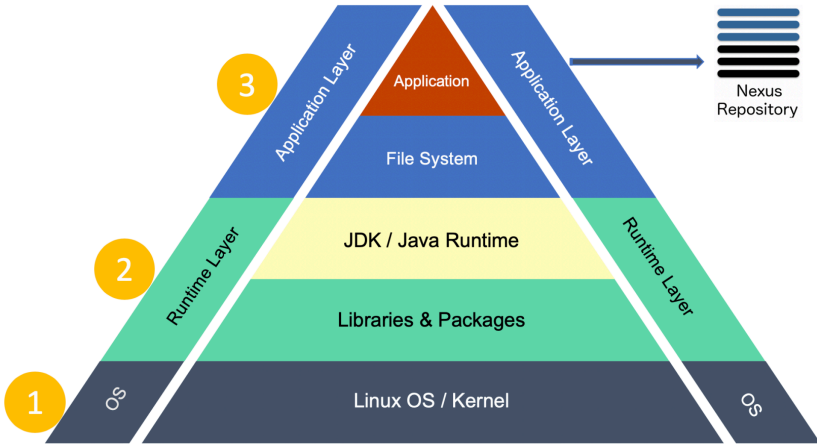 3
Application Layer
Application
Application Layer
Nexus
Repository
File System
2
Runtime Layer
JDK / Java Runtime
Runtime Layer
Libraries & Packages
1
OS
Linux OS / Kernel
OS